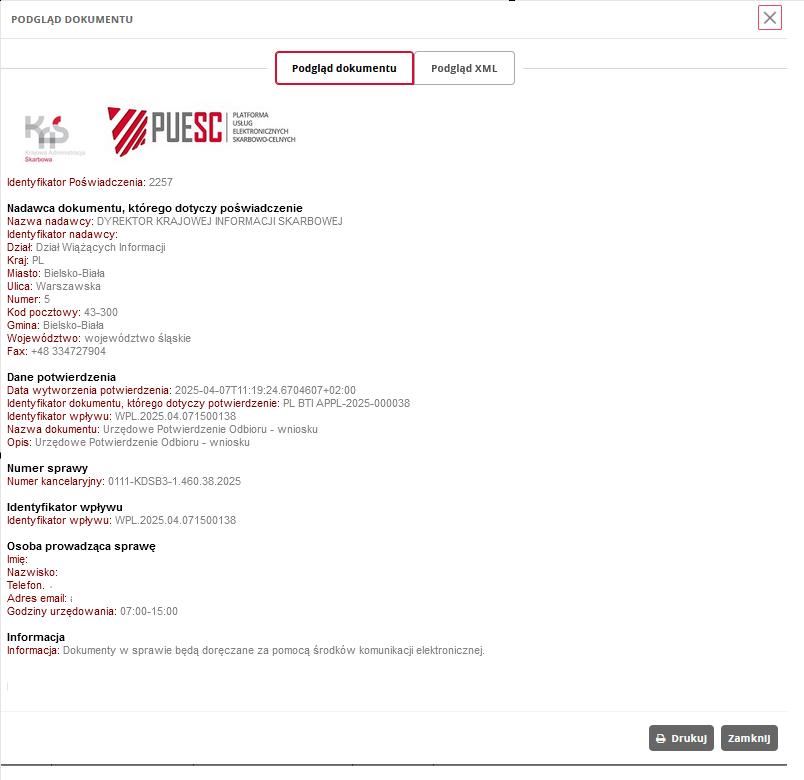 PODGLĄD DOKUMENTU
Podgląd dokumentu
Podgląd XML
KAS
Krajowa Administracja
Skarbowa
PUESC
PLATFORMA
USŁUG
ELEKTRONICZNYCH
SKARBOWO-CELNYCH
Identyfikator Poświadczenia: 2257
Nadawca dokumentu, którego dotyczy poświadczenie
Nazwa nadawcy: DYREKTOR KRAJOWEJ INFORMACJI SKARBOWEJ
Identyfikator nadawcy:
Dział: Dział Wiążących Informacji
Kraj: PL
Miasto: Bielsko-Biała
Ulica: Warszawska
Numer: 5
Kod pocztowy: 43-300
Gmina: Bielsko-Biała
Województwo: województwo śląskie
Fax: +48 334727904
Dane potwierdzenia
Data wytworzenia potwierdzenia: 2025-04-07T11:19:24.6704607+02:00
Identyfikator dokumentu, którego dotyczy potwierdzenie: PL BTI APPL-2025-000038
Identyfikator wpływu: WPL.2025.04.071500138
Nazwa dokumentu: Urzędowe Potwierdzenie Odbioru - wniosku
Opis: Urzędowe Potwierdzenie Odbioru - wniosku
Numer sprawy
Numer kancelaryjny: 0111-KDSB3-1.460.38.2025
Identyfikator wpływu
Identyfikator wpływu: WPL.2025.04.071500138
Osoba prowadząca sprawę
Imię:
Nazwisko:
Telefon.
Adres email:
Godziny urzędowania: 07:00-15:00
Informacja
Informacja: Dokumenty w sprawie będą doręczane za pomocą środków komunikacji elektronicznej.
Drukuj
Zamknij